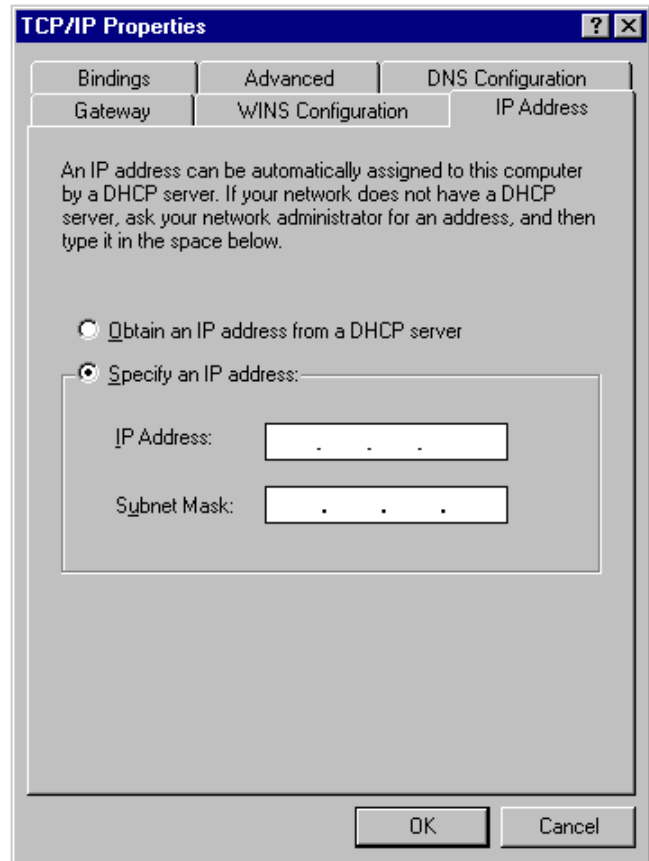 TCP/IP Properties
Bindings
Advanced
DNS Configuration
Gateway
WINS Configuration
IP Address
An IP address can be automatically assigned to this computer
by a DHCP server. If your network does not have a DHCP
server, ask your network administrator for an address, and then
type it in the space below.
Obtain an IP address from a DHCP server
Specify an IP address:
IP Address: . . .
Subnet Mask: . . .
OK
Cancel